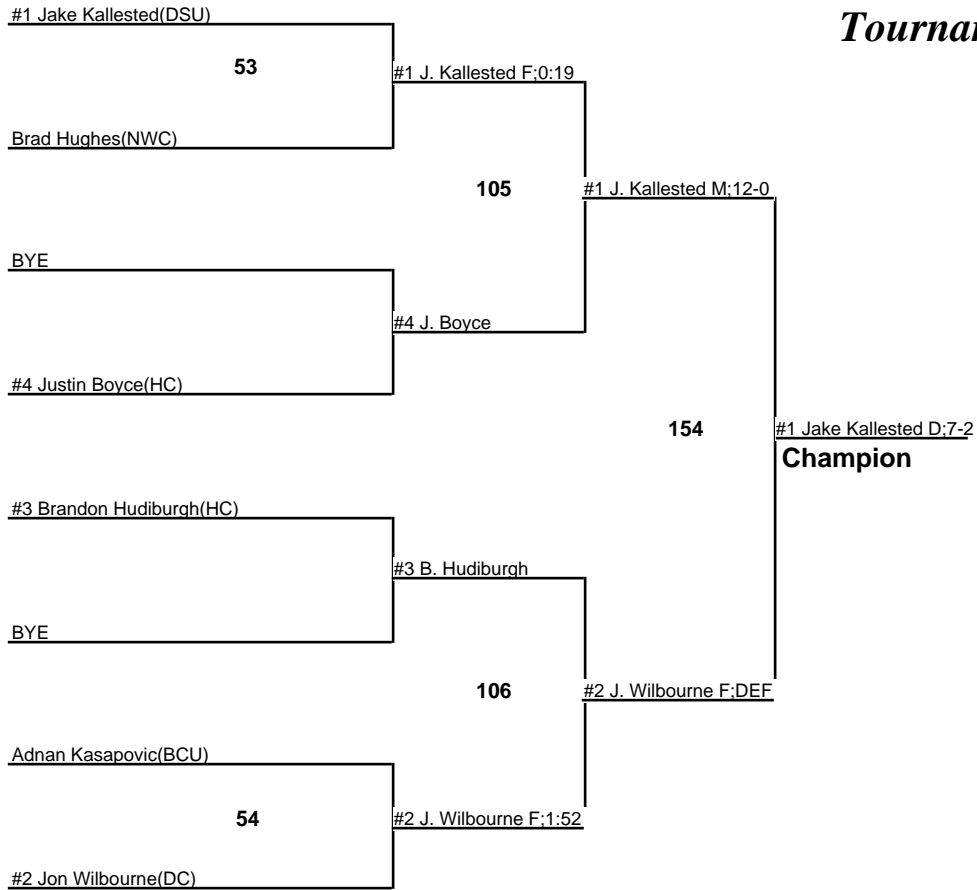 #1 Jake Kallested(DSU)
53
Brad Hughes(NWC)
BYE
#4 Justin Boyce(HC)
#3 Brandon Hudiburgh(HC)
BYE
Adnan Kasapovic(BCU)
54
#2 Jon Wilbourne(DC)
#1 J. Kallested F;0:19
105
#4 J. Boyce
#3 B. Hudiburgh
106
#2 J. Wilbourne F;1:52
#1 J. Kallested M;12-0
154
#2 J. Wilbourne F;DEF
#1 Jake Kallested D;7-2
Champion